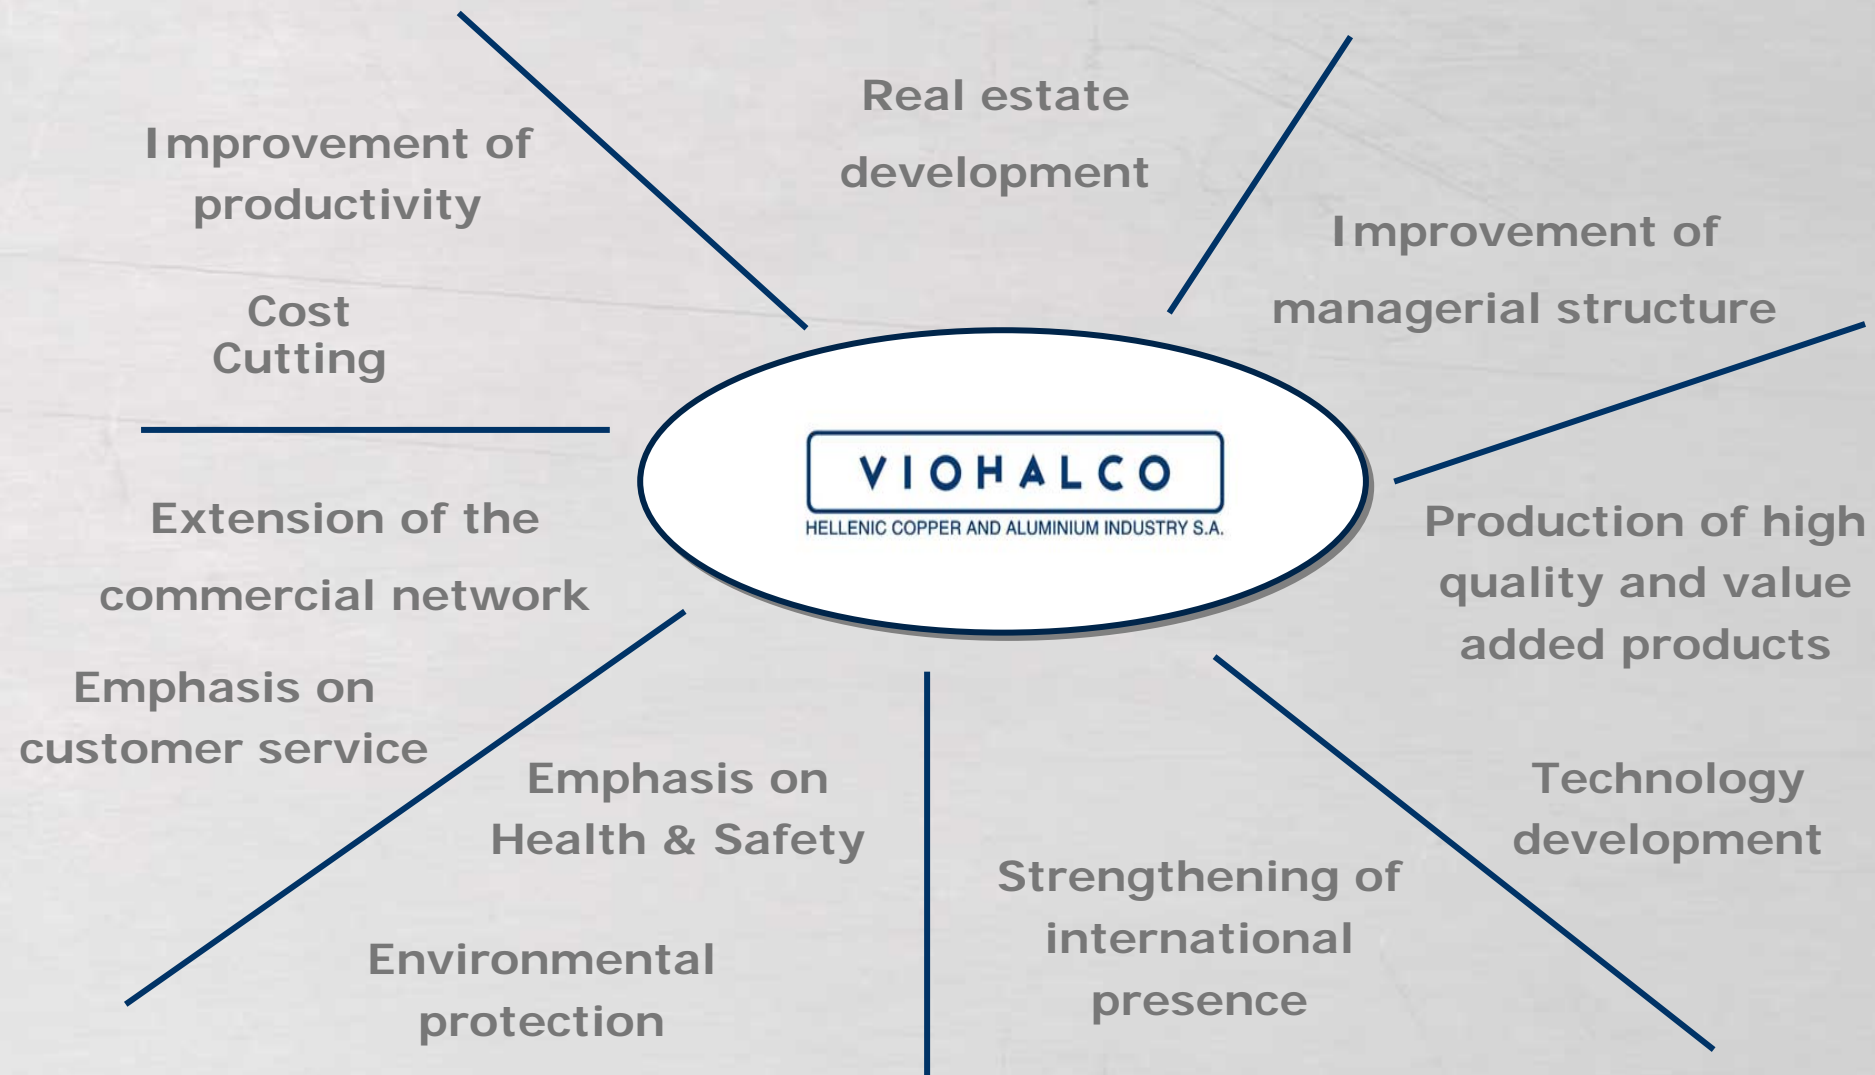 Real estate
development
Improvement of
productivity
Improvement of
managerial structure
Cost
Cutting
VIOHALCO
HELLENIC COPPER AND ALUMINIUM INDUSTRY S.A.
Extension of the
commercial network
Production of high
quality and value
added products
Emphasis on
customer service
Emphasis on
Health & Safety
Technology
development
Strengthening of
international
presence
Environmental
protection